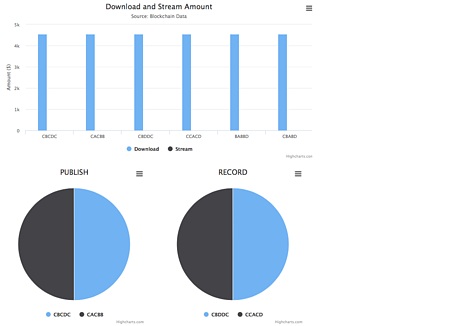 Download and Stream Amount
Source: Blockchain Data
Amount ($)
5k
4k
3k
2k
1k
0
CBCDC CACBB CBDDC CCACD BABBD CBABD
Download Stream
Highcharts.net
PUBLISH
CBCDC CACBB
Highcharts.com
RECORD
CBDDC CCACD
Highcharts.com